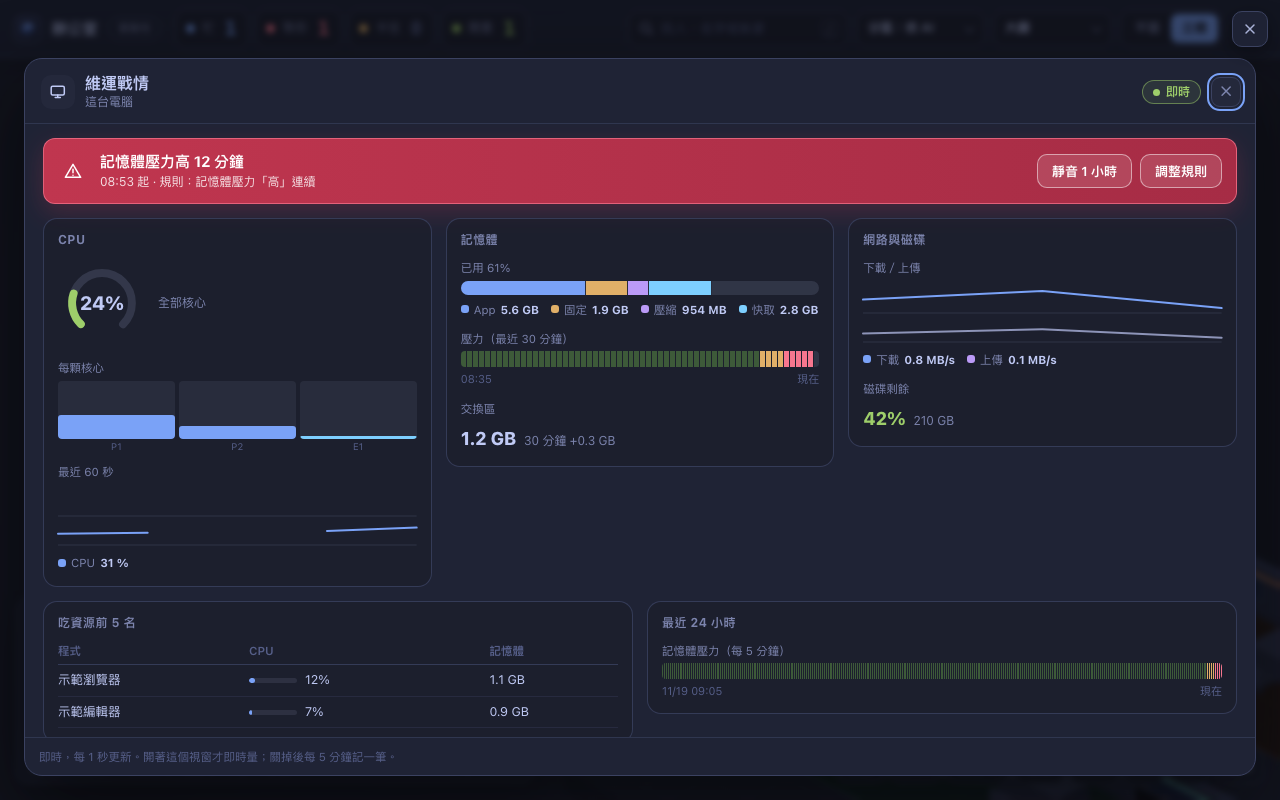 維運戰情
這台電腦
即時
記憶體壓力高 12 分鐘
08:53 起 · 規則：記憶體壓力「高」連續
靜音 1 小時
調整規則
CPU
24%
全部核心
每顆核心
P1 P2 E1
最近 60 秒
CPU 31 %
記憶體
已用 61%
App 5.6 GB 固定 1.9 GB 壓縮 954 MB 快取 2.8 GB
壓力（最近 30 分鐘）
08:35 現在
交換區
1.2 GB 30 分鐘 +0.3 GB
網路與磁碟
下載 / 上傳
下載 0.8 MB/s 上傳 0.1 MB/s
磁碟剩餘
42% 210 GB
吃資源前 5 名
程式 CPU 記憶體
示範瀏覽器 12% 1.1 GB
示範編輯器 7% 0.9 GB
最近 24 小時
記憶體壓力（每 5 分鐘）
11/19 09:05 現在
即時，每 1 秒更新。開著這個視窗才即時量；關掉後每 5 分鐘記一筆。